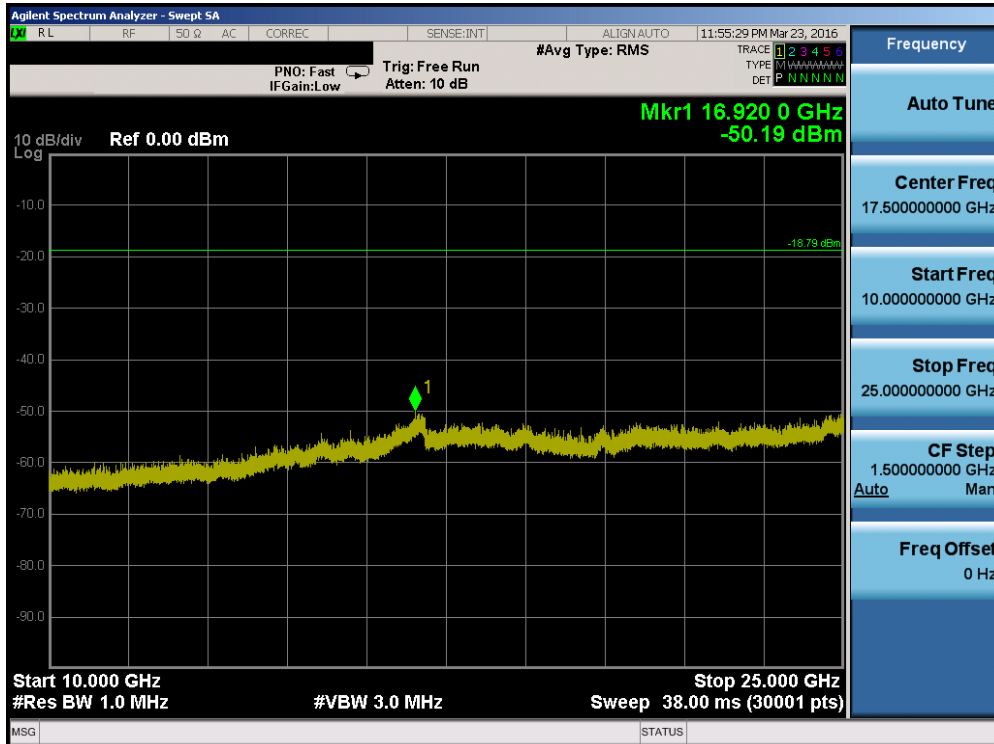 Agilent Spectrum Analyzer - Swept SA
LXI RL RF 50 Ω AC CORREC SENSE:INT ALIGN AUTO 11:55:29 PM Mar 23, 2016
#Avg Type: RMS TRACE 1 2 3 4 5 6
PNO: Fast Trig: Free Run TYPE M WWWWW
IFGain:Low Atten: 10 dB DET P N N N N N
Mkr1 16.920 0 GHz
10 dB/div Ref 0.00 dBm -50.19 dBm
Log
-10.0
-18.79 dBm
-20.0
-30.0
-40.0
1
-50.0
-60.0
-70.0
-80.0
-90.0
Start 10.000 GHz Stop 25.000 GHz
#Res BW 1.0 MHz #VBW 3.0 MHz Sweep 38.00 ms (30001 pts)
MSG STATUS
Frequency
Auto Tune
Center Freq
17.500000000 GHz
Start Freq
10.000000000 GHz
Stop Freq
25.000000000 GHz
CF Step
1.500000000 GHz
Auto Man
Freq Offset
0 Hz